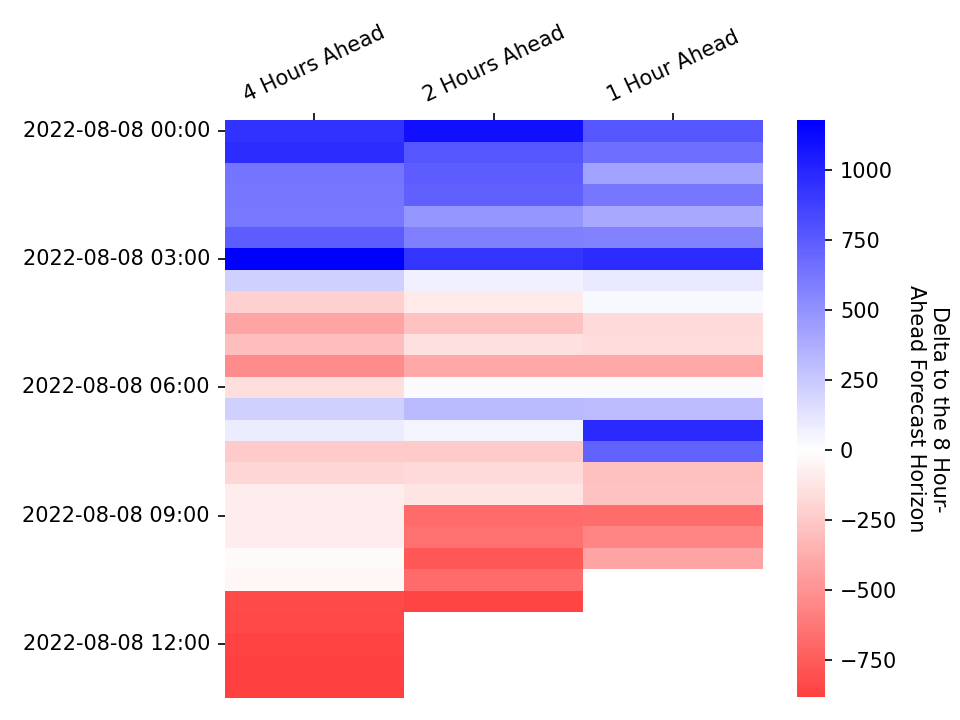 4 Hours Ahead
2 Hours Ahead
1 Hour Ahead
2022-08-08 00:00
2022-08-08 03:00
2022-08-08 06:00
2022-08-08 09:00
2022-08-08 12:00
1000
750
500
250
0
−250
−500
−750
Delta to the 8 Hour-
Ahead Forecast Horizon